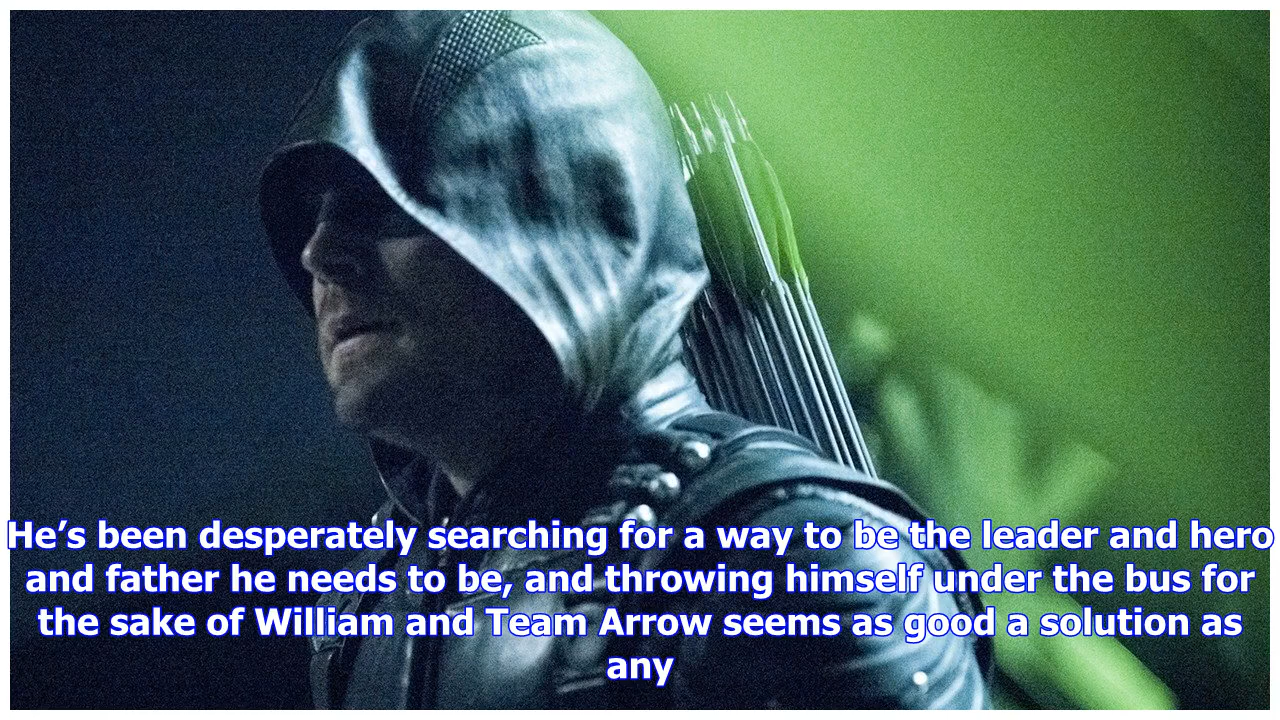 He’s been desperately searching for a way to be the leader and hero
and father he needs to be, and throwing himself under the bus for
the sake of William and Team Arrow seems as good a solution as
any